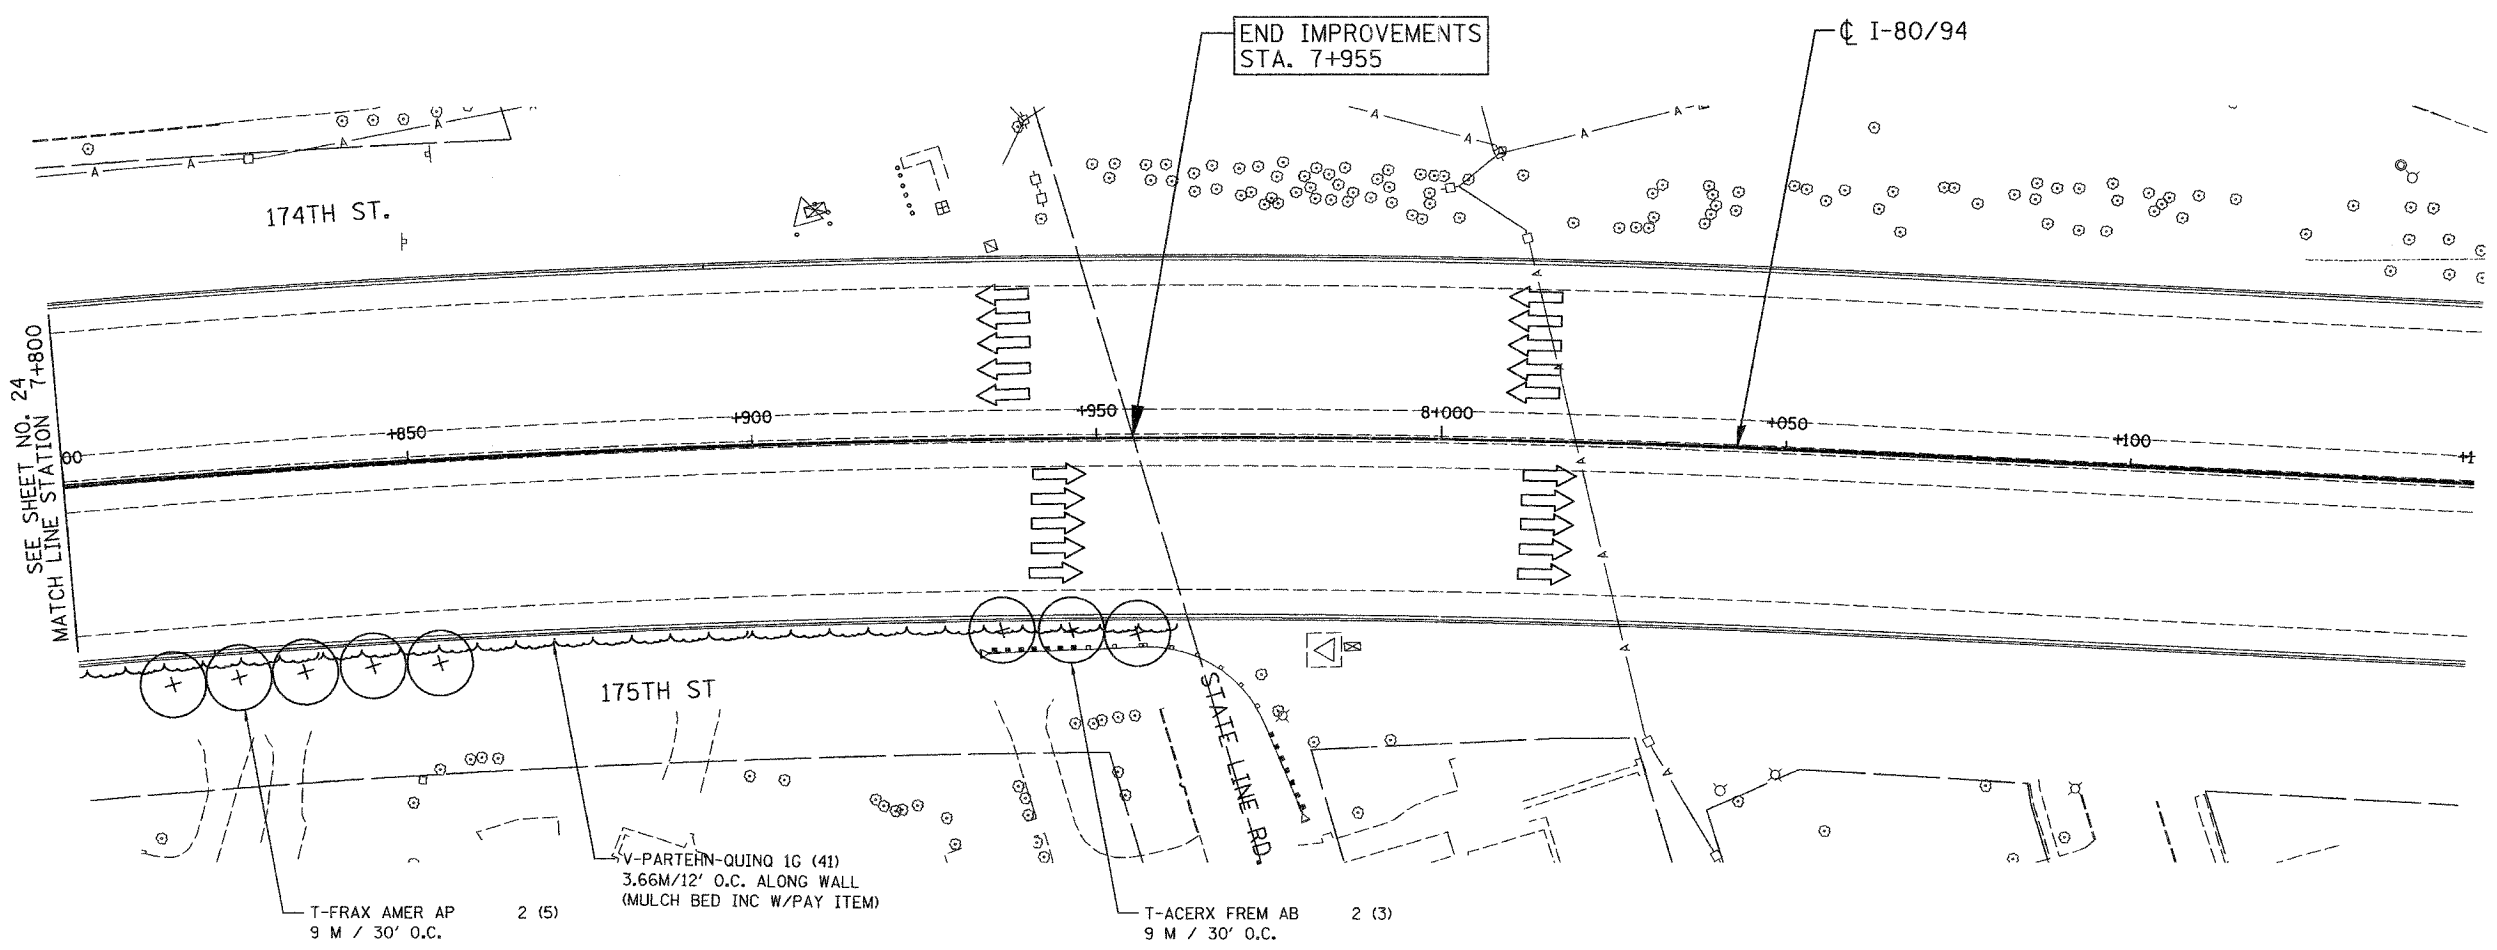 END IMPROVEMENTS
STA. 7+955
℄ I-80/94
A
A
A
A
A
A
A
A
174TH ST.
SEE SHEET NO. 24
MATCH LINE STATION 7+800
00
+850
+900
+950
8+000
+050
+100
+1
A
A
A
A
A
A
175TH ST
STATE LINE RD.
V-PARTEHN-QUINQ 1G (41)
3.66M/12' O.C. ALONG WALL
(MULCH BED INC W/PAY ITEM)
T-FRAX AMER AP 2 (5)
9 M / 30' O.C.
T-ACERX FREM AB 2 (3)
9 M / 30' O.C.